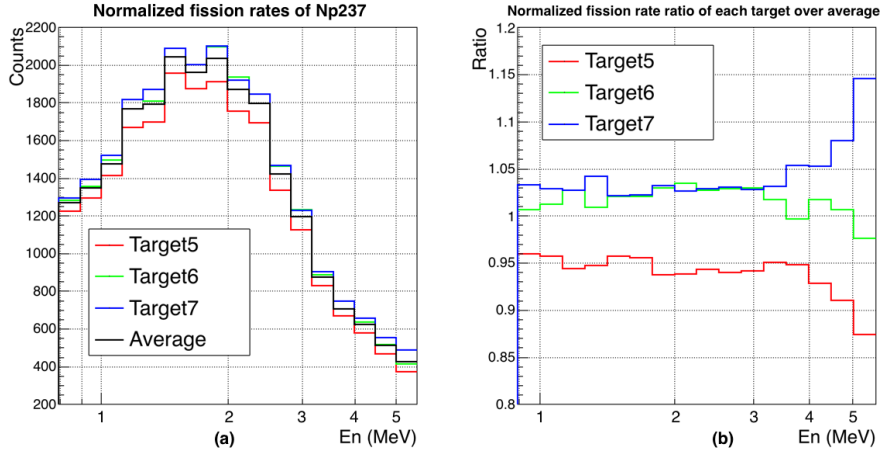 Normalized fission rates of Np237
Counts
2200
2000
1800
1600
1400
1200
1000
800
600
400
200
Target5
Target6
Target7
Average
1
2
3
4
5
(a)
En (MeV)
Normalized fission rate ratio of each target over average
Ratio
1.2
1.15
1.1
1.05
1
0.95
0.9
0.85
0.8
Target5
Target6
Target7
1
2
3
4
5
(b)
En (MeV)